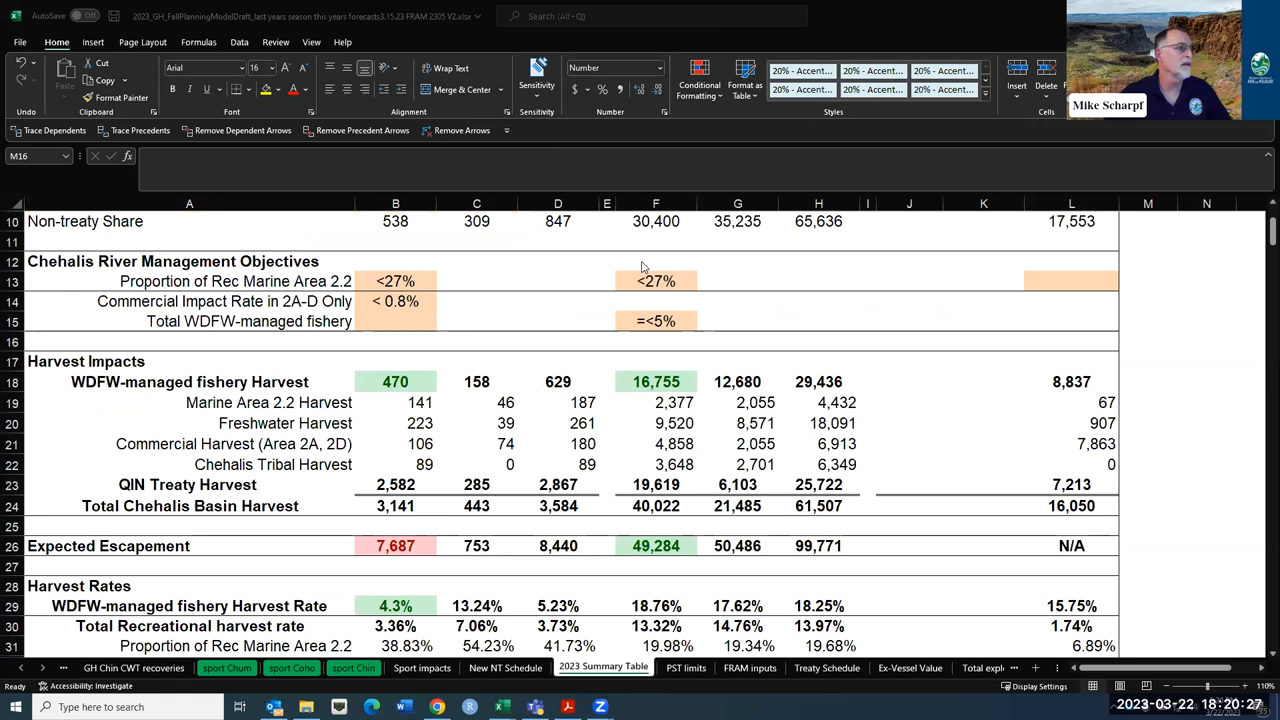 AutoSave Off 2023_GH_FallPlanningModelDraft_last years season this years forecasts3.15.23 FRAM 2305 V2.xlsx Search (Alt+Q)
File Home Insert Page Layout Formulas Data Review View Help
Cut
Copy
Format Painter
Paste
Arial 16
B I U
Wrap Text
Merge & Center
Sensitivity
Number
$ % 9
Conditional Formatting
Format as Table
20% - Accent... 20% - Accent... 20% - Accent...
20% - Accent... 20% - Accent... 20% - Accent...
Insert Delete
Undo Clipboard Font Alignment Sensitivity Number Styles Cells
Mike Scharpf
Trace Dependents Trace Precedents Remove Dependent Arrows Remove Precedent Arrows Remove Arrows
M16 fx
A B C D E F G H I J K L M N
10 Non-treaty Share 538 309 847 30,400 35,235 65,636 17,553
11
12 Chehalis River Management Objectives
13 Proportion of Rec Marine Area 2.2 <27% <27%
14 Commercial Impact Rate in 2A-D Only < 0.8%
15 Total WDFW-managed fishery =<5%
16
17 Harvest Impacts
18 WDFW-managed fishery Harvest 470 158 629 16,755 12,680 29,436 8,837
19 Marine Area 2.2 Harvest 141 46 187 2,377 2,055 4,432 67
20 Freshwater Harvest 223 39 261 9,520 8,571 18,091 907
21 Commercial Harvest (Area 2A, 2D) 106 74 180 4,858 2,055 6,913 7,863
22 Chehalis Tribal Harvest 89 0 89 3,648 2,701 6,349 0
23 QIN Treaty Harvest 2,582 285 2,867 19,619 6,103 25,722 7,213
24 Total Chehalis Basin Harvest 3,141 443 3,584 40,022 21,485 61,507 16,050
25
26 Expected Escapement 7,687 753 8,440 49,284 50,486 99,771 N/A
27
28 Harvest Rates
29 WDFW-managed fishery Harvest Rate 4.3% 13.24% 5.23% 18.76% 17.62% 18.25% 15.75%
30 Total Recreational harvest rate 3.36% 7.06% 3.73% 13.32% 14.76% 13.97% 1.74%
31 Proportion of Rec Marine Area 2.2 38.83% 54.23% 41.73% 19.98% 19.34% 19.68% 6.89%
GH Chin CWT recoveries sport Chum sport Coho sport Chin Sport impacts New NT Schedule 2023 Summary Table PST limits FRAM inputs Treaty Schedule Ex-Vessel Value Total explo
Ready Accessibility: Investigate Display Settings 110%
Type here to search
2023-03-22 18:20:27